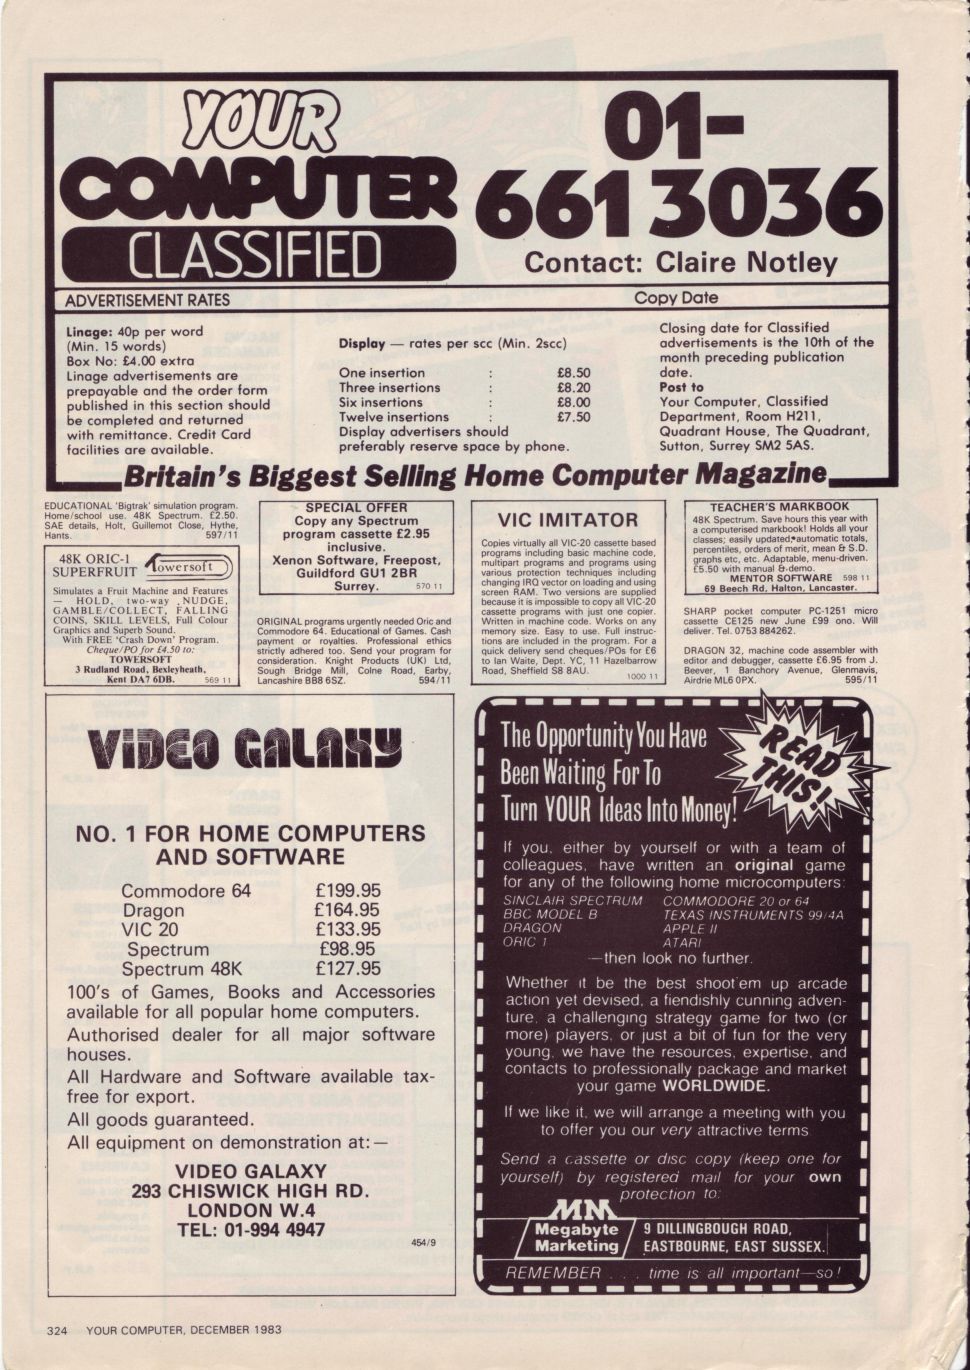 YOUR
COMPUTER
CLASSIFIED
01-
661 3036
Contact: Claire Notley
ADVERTISEMENT RATES
Linage: 40p per word
(Min. 15 words)
Box No: £4.00 extra
Linage advertisements are
prepayable and the order form
published in this section should
be completed and returned
with remittance. Credit Card
facilities are available.
Display — rates per scc (Min. 2scc)
One insertion : £8.50
Three insertions : £8.20
Six insertions : £8.00
Twelve insertions : £7.50
Display advertisers should
preferably reserve space by phone.
Copy Date
Closing date for Classified
advertisements is the 10th of the
month preceding publication
date.
Post to
Your Computer, Classified
Department, Room H211,
Quadrant House, The Quadrant,
Sutton, Surrey SM2 5AS.
Britain's Biggest Selling Home Computer Magazine
EDUCATIONAL 'Bigtrak' simulation program.
Home/school use. 48K Spectrum. £2.50.
SAE details, Holt, Guillemot Close, Hythe,
Hants. 597/11
48K ORIC-1
SUPERFRUIT
Towersoft
Simulates a Fruit Machine and Features
— HOLD, two-way NUDGE,
GAMBLE/COLLECT, FALLING
COINS, SKILL LEVELS, Full Colour
Graphics and Superb Sound.
With FREE 'Crash Down' Program.
Cheque/PO for £4.50 to:
TOWERSOFT
3 Rudland Road, Bexleyheath,
Kent DA7 6DB. 569 11
SPECIAL OFFER
Copy any Spectrum
program cassette £2.95
inclusive.
Xenon Software, Freepost,
Guildford GU1 2BR
Surrey. 570 11
ORIGINAL programs urgently needed Oric and
Commodore 64. Educational of Games. Cash
payment or royalties. Professional ethics
strictly adhered too. Send your program for
consideration. Knight Products (UK) Ltd,
Sough Bridge Mill, Colne Road, Earby,
Lancashire BB8 6SZ. 594/11
VIC IMITATOR
Copies virtually all VIC-20 cassette based
programs including basic machine code,
multipart programs and programs using
various protection techniques including
changing IRQ vector on loading and using
screen RAM. Two versions are supplied
because it is impossible to copy all VIC-20
cassette programs with just one copier.
Written in machine code. Works on any
memory size. Easy to use. Full instruc-
tions are included in the program. For a
quick delivery send cheques/POs for £6
to Ian Waite, Dept. YC, 11 Hazelbarrow
Road, Sheffield S8 8AU. 1000 11
TEACHER'S MARKBOOK
48K Spectrum. Save hours this year with
a computerised markbook! Holds all your
classes; easily updated, automatic totals,
percentiles, orders of merit, mean & S.D.
graphs etc, etc. Adaptable, menu-driven.
£5.50 with manual & demo.
MENTOR SOFTWARE 598 11
69 Beech Rd, Halton, Lancaster.
SHARP pocket computer PC-1251 micro
cassette CE125 new June £99 ono. Will
deliver. Tel. 0753 884262.
DRAGON 32, machine code assembler with
editor and debugger, cassette £6.95 from J.
Beever, 1 Banchory Avenue, Glenmavis,
Airdrie ML6 0PX. 595/11
VIDEO GALAXY
NO. 1 FOR HOME COMPUTERS
AND SOFTWARE
Commodore 64 £199.95
Dragon £164.95
VIC 20 £133.95
Spectrum £98.95
Spectrum 48K £127.95
100's of Games, Books and Accessories
available for all popular home computers.
Authorised dealer for all major software
houses.
All Hardware and Software available tax-
free for export.
All goods guaranteed.
All equipment on demonstration at:—
VIDEO GALAXY
293 CHISWICK HIGH RD.
LONDON W.4
TEL: 01-994 4947
454/9
The Opportunity You Have
Been Waiting For To
Turn YOUR Ideas Into Money!
READ
THIS!
If you, either by yourself or with a team of
colleagues, have written an original game
for any of the following home microcomputers:
SINCLAIR SPECTRUM COMMODORE 20 or 64
BBC MODEL B TEXAS INSTRUMENTS 99/4A
DRAGON APPLE II
ORIC 1 ATARI
—then look no further.
Whether it be the best shoot em up arcade
action yet devised, a fiendishly cunning adven-
ture, a challenging strategy game for two (or
more) players, or just a bit of fun for the very
young, we have the resources, expertise, and
contacts to professionally package and market
your game WORLDWIDE.
If we like it, we will arrange a meeting with you
to offer you our very attractive terms
Send a cassette or disc copy (keep one for
yourself) by registered mail for your own
protection to:
MM
Megabyte
Marketing
9 DILLINGBOUGH ROAD,
EASTBOURNE, EAST SUSSEX.
REMEMBER . . . time is all important—so!
324 YOUR COMPUTER, DECEMBER 1983